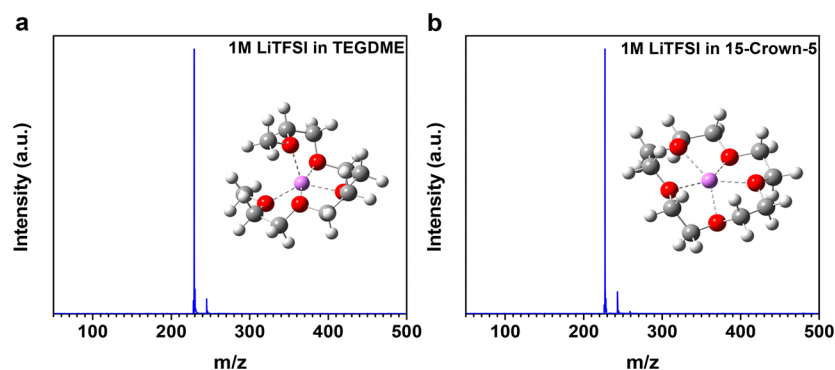 a
1M LiTFSI in TEGDME
Intensity (a.u.)
100 200 300 400 500
m/z
b
1M LiTFSI in 15-Crown-5
Intensity (a.u.)
100 200 300 400 500
m/z